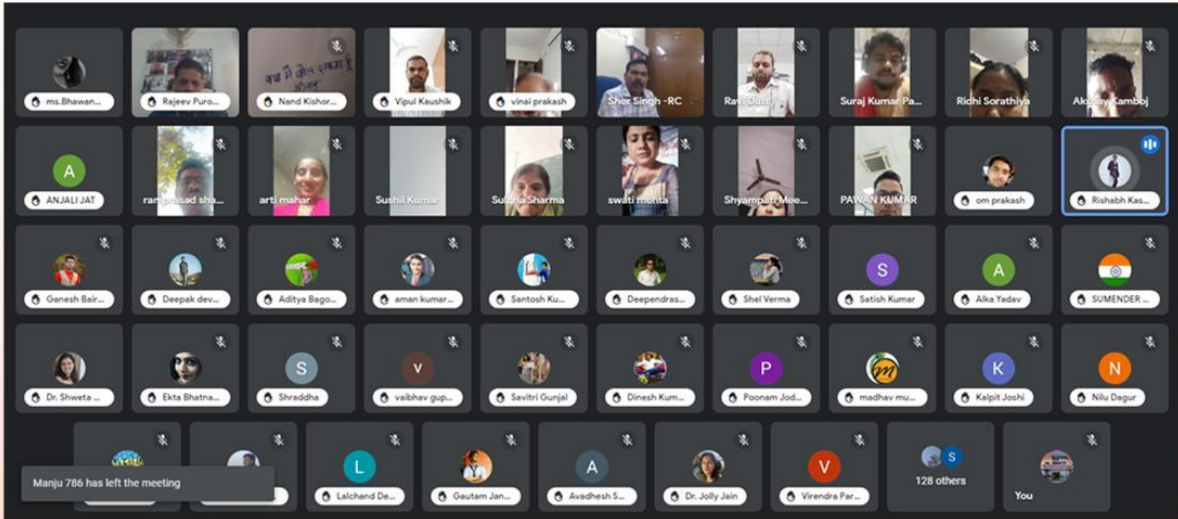 ms.Bhawan...
Rajeev Puro...
Nand Kishor...
Vipul Kaushik
vinai prakash
Sher Singh -RC
Ravi Dutt
Suraj Kumar Pa...
Ridhi Sorathiya
Akshay Kamboj
A
ANJALI JAT
ram prasad sha...
arti mahar
Sushil Kumar
Sulbha Sharma
swati mehta
Shyampati Mee...
PAWAN KUMAR
om prakash
Rishabh Kas...
Ganesh Bair...
Deepak dev...
Aditya Bago...
aman kumar...
Santosh Ku...
Deependras...
Shel Verma
S
Satish Kumar
A
Alka Yadav
SUMENDER ...
Dr. Shweta ...
Ekta Bhatna...
S
Shraddha
v
vaibhav gup...
Savitri Gunjal
Dinesh Kum...
P
Poonam Jod...
m
madhav mu...
K
Kalpit Joshi
N
Nilu Dagur
Manju 786 has left the meeting
L
Lalchand De...
Gautam Jan...
A
Avadhesh S...
Dr. Jolly Jain
V
Virendra Par...
S
128 others
You